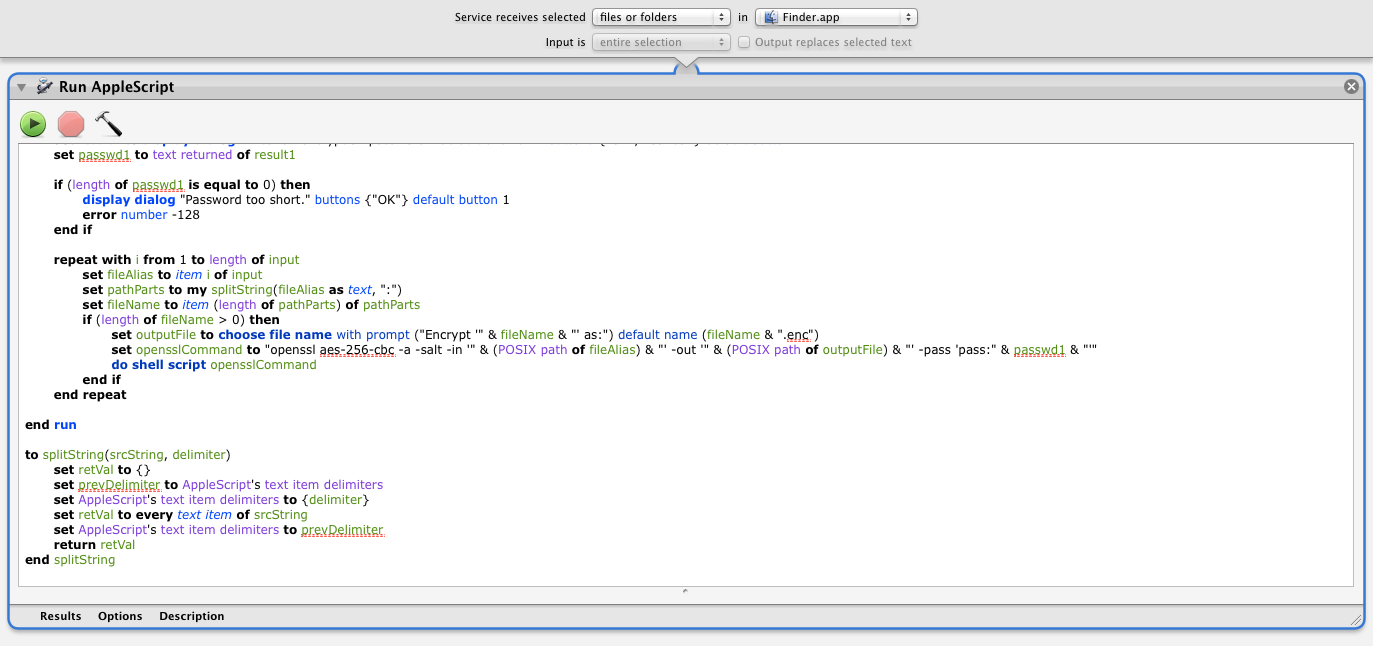 Service receives selected files or folders in Finder.app
Input is entire selection Output replaces selected text
Run AppleScript
set passwd1 to text returned of result1
if (length of passwd1 is equal to 0) then
display dialog "Password too short." buttons {"OK"} default button 1
error number -128
end if
repeat with i from 1 to length of input
set fileAlias to item i of input
set pathParts to my splitString(fileAlias as text, ":")
set fileName to item (length of pathParts) of pathParts
if (length of fileName > 0) then
set outputFile to choose file name with prompt ("Encrypt '" & fileName & "' as:") default name (fileName & ".enc")
set opensslCommand to "openssl aes-256-cbc -a -salt -in '" & (POSIX path of fileAlias) & "' -out '" & (POSIX path of outputFile) & "' -pass 'pass:" & passwd1 & "'"
do shell script opensslCommand
end if
end repeat
end run
to splitString(srcString, delimiter)
set retVal to {}
set prevDelimiter to AppleScript's text item delimiters
set AppleScript's text item delimiters to {delimiter}
set retVal to every text item of srcString
set AppleScript's text item delimiters to prevDelimiter
return retVal
end splitString
Results Options Description